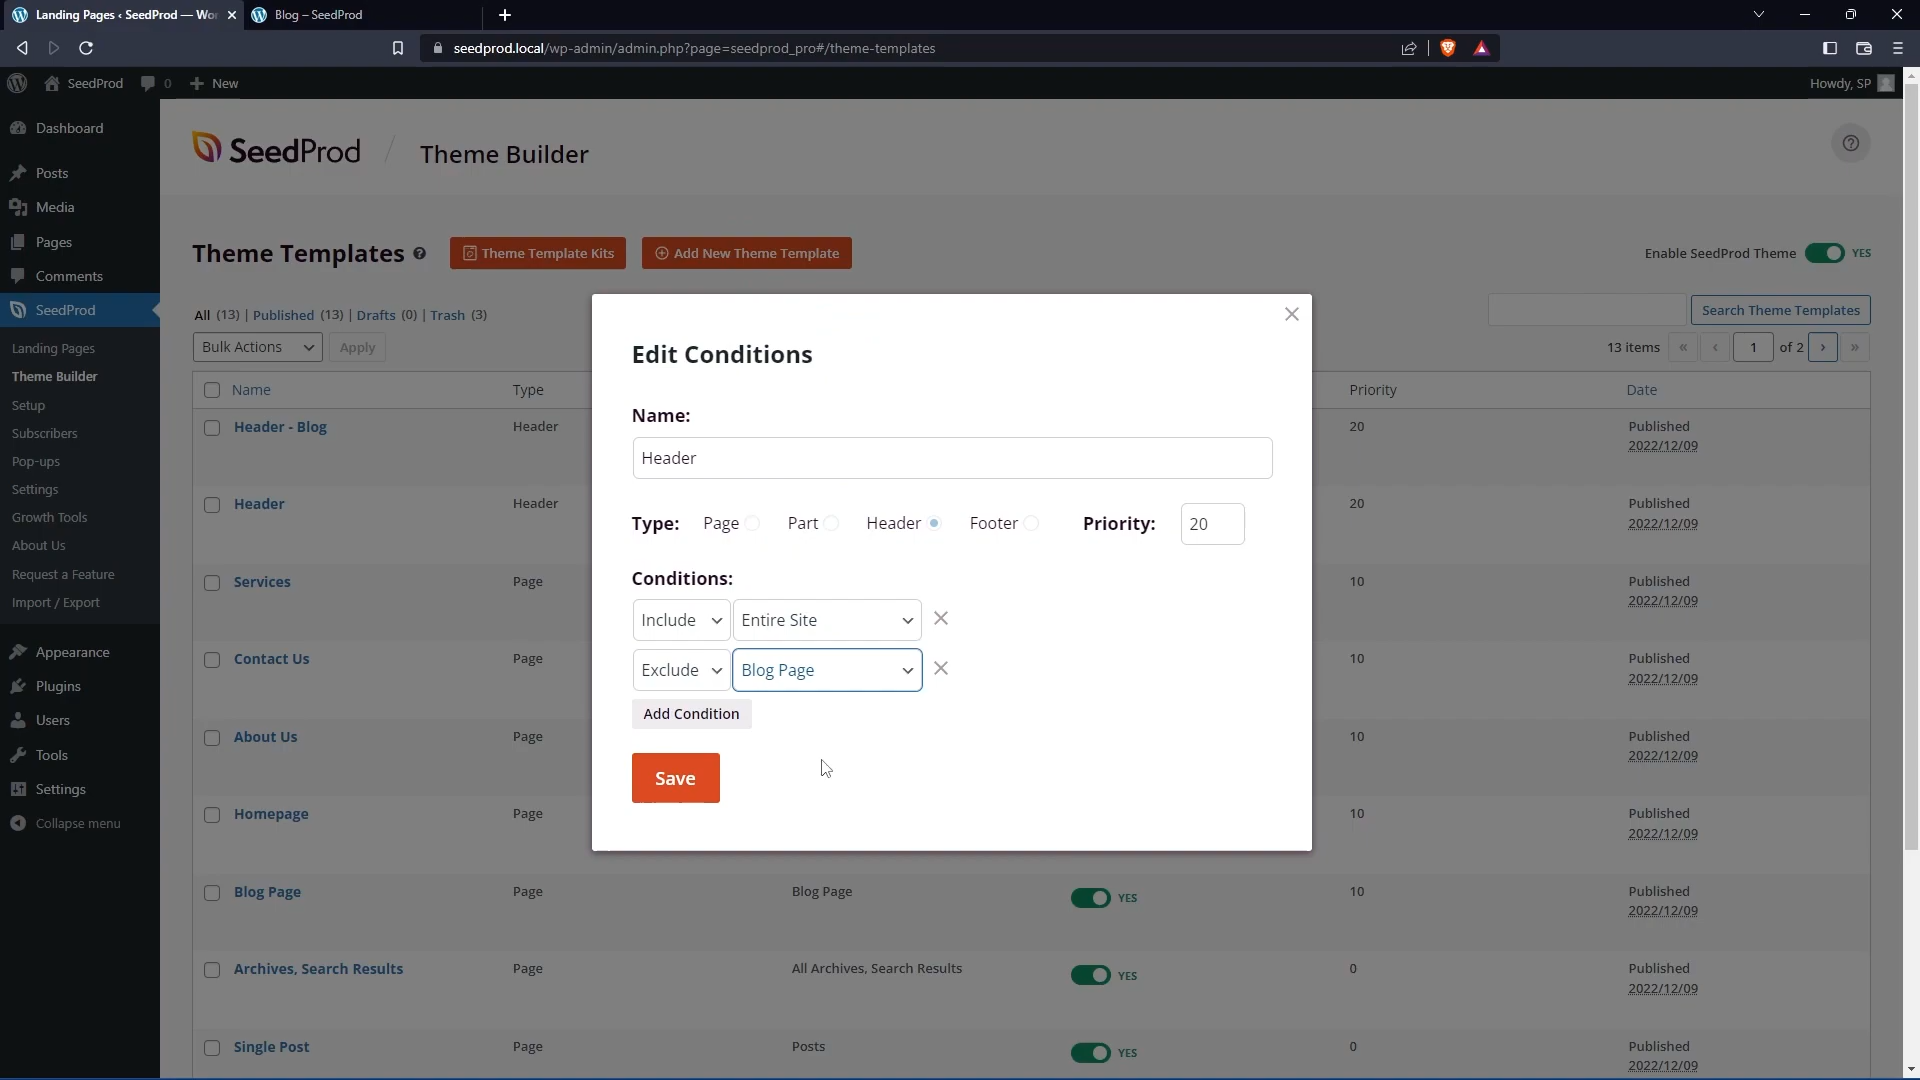 Landing Pages ‹ SeedProd — Wor
Blog – SeedProd
seedprod.local/wp-admin/admin.php?page=seedprod_pro#/theme-templates
SeedProd
0
New
Howdy, SP
Dashboard
Posts
Media
Pages
Comments
SeedProd
Landing Pages
Theme Builder
Setup
Subscribers
Pop-ups
Settings
Growth Tools
About Us
Request a Feature
Import / Export
Appearance
Plugins
Users
Tools
Settings
Collapse menu
SeedProd / Theme Builder
Theme Templates
Theme Template Kits
Add New Theme Template
Enable SeedProd Theme YES
All (13) | Published (13) | Drafts (0) | Trash (3)
Search Theme Templates
Bulk Actions
Apply
13 items « ‹ 1 of 2 › »
Name Type Priority Date
Header - Blog Header 20 Published
2022/12/09
Header Header 20 Published
2022/12/09
Services Page 10 Published
2022/12/09
Contact Us Page 10 Published
2022/12/09
About Us Page 10 Published
2022/12/09
Homepage Page 10 Published
2022/12/09
Blog Page Page Blog Page YES 10 Published
2022/12/09
Archives, Search Results Page All Archives, Search Results YES 0 Published
2022/12/09
Single Post Page Posts YES 0 Published
2022/12/09
Edit Conditions
Name:
Header
Type: Page Part Header Footer Priority: 20
Conditions:
Include Entire Site
Exclude Blog Page
Add Condition
Save